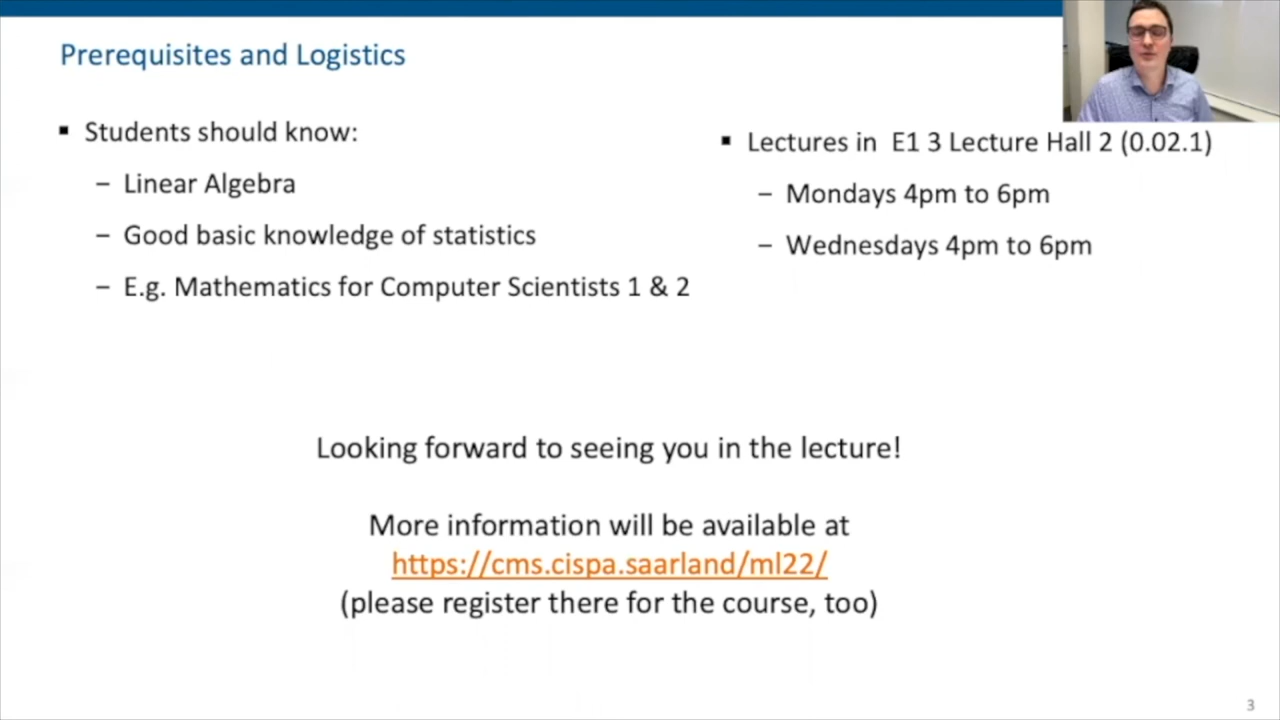 Prerequisites and Logistics
▪ Students should know:
– Linear Algebra
– Good basic knowledge of statistics
– E.g. Mathematics for Computer Scientists 1 & 2
▪ Lectures in E1 3 Lecture Hall 2 (0.02.1)
– Mondays 4pm to 6pm
– Wednesdays 4pm to 6pm
Looking forward to seeing you in the lecture!
More information will be available at
https://cms.cispa.saarland/ml22/
(please register there for the course, too)
3